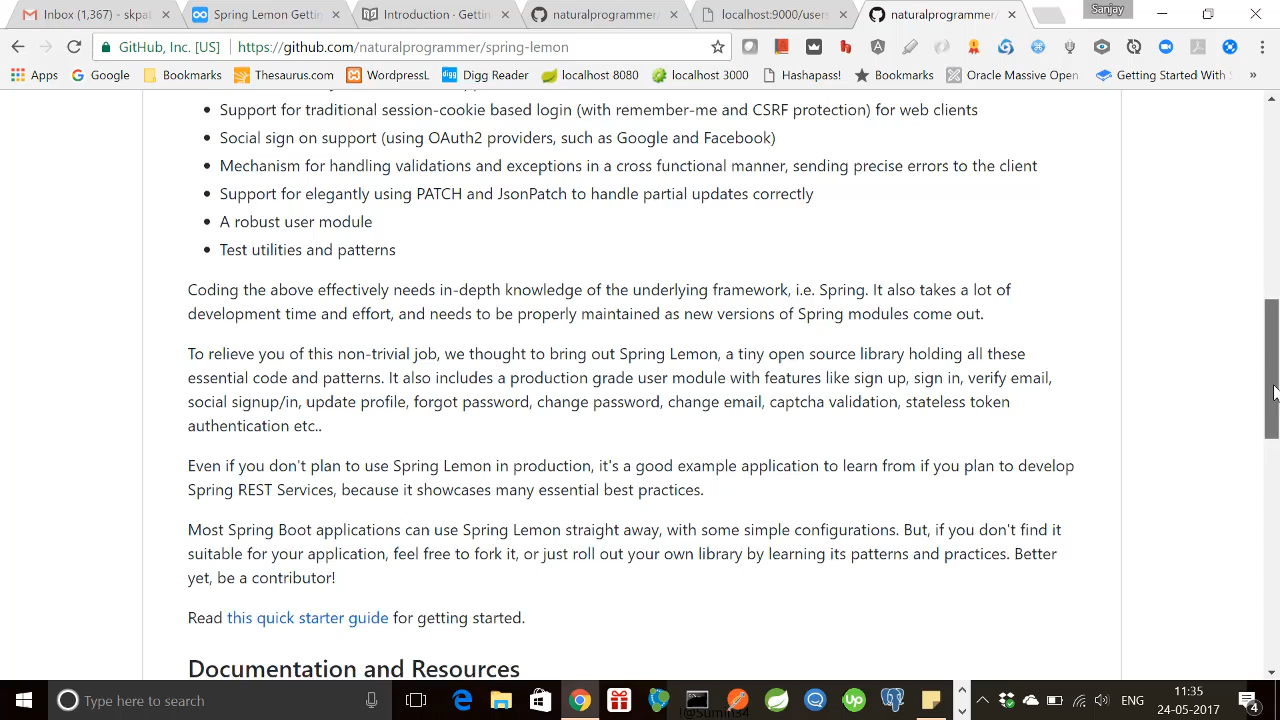 Inbox (1,367) - skpat
Spring Lemon Getti
Introduction - Gettin
naturalprogrammer/
localhost:9000/users
naturalprogrammer/
Sanjay
GitHub, Inc. [US]
https://github.com/naturalprogrammer/spring-lemon
Apps
Google
Bookmarks
Thesaurus.com
WordpressL
Digg Reader
localhost 8080
localhost 3000
Hashapass!
Bookmarks
Oracle Massive Open
Getting Started With
Support for traditional session-cookie based login (with remember-me and CSRF protection) for web clients
Social sign on support (using OAuth2 providers, such as Google and Facebook)
Mechanism for handling validations and exceptions in a cross functional manner, sending precise errors to the client
Support for elegantly using PATCH and JsonPatch to handle partial updates correctly
A robust user module
Test utilities and patterns
Coding the above effectively needs in-depth knowledge of the underlying framework, i.e. Spring. It also takes a lot of
development time and effort, and needs to be properly maintained as new versions of Spring modules come out.
To relieve you of this non-trivial job, we thought to bring out Spring Lemon, a tiny open source library holding all these
essential code and patterns. It also includes a production grade user module with features like sign up, sign in, verify email,
social signup/in, update profile, forgot password, change password, change email, captcha validation, stateless token
authentication etc..
Even if you don't plan to use Spring Lemon in production, it's a good example application to learn from if you plan to develop
Spring REST Services, because it showcases many essential best practices.
Most Spring Boot applications can use Spring Lemon straight away, with some simple configurations. But, if you don't find it
suitable for your application, feel free to fork it, or just roll out your own library by learning its patterns and practices. Better
yet, be a contributor!
Read this quick starter guide for getting started.
Documentation and Resources
Type here to search
ENG
11:35
24-05-2017
4